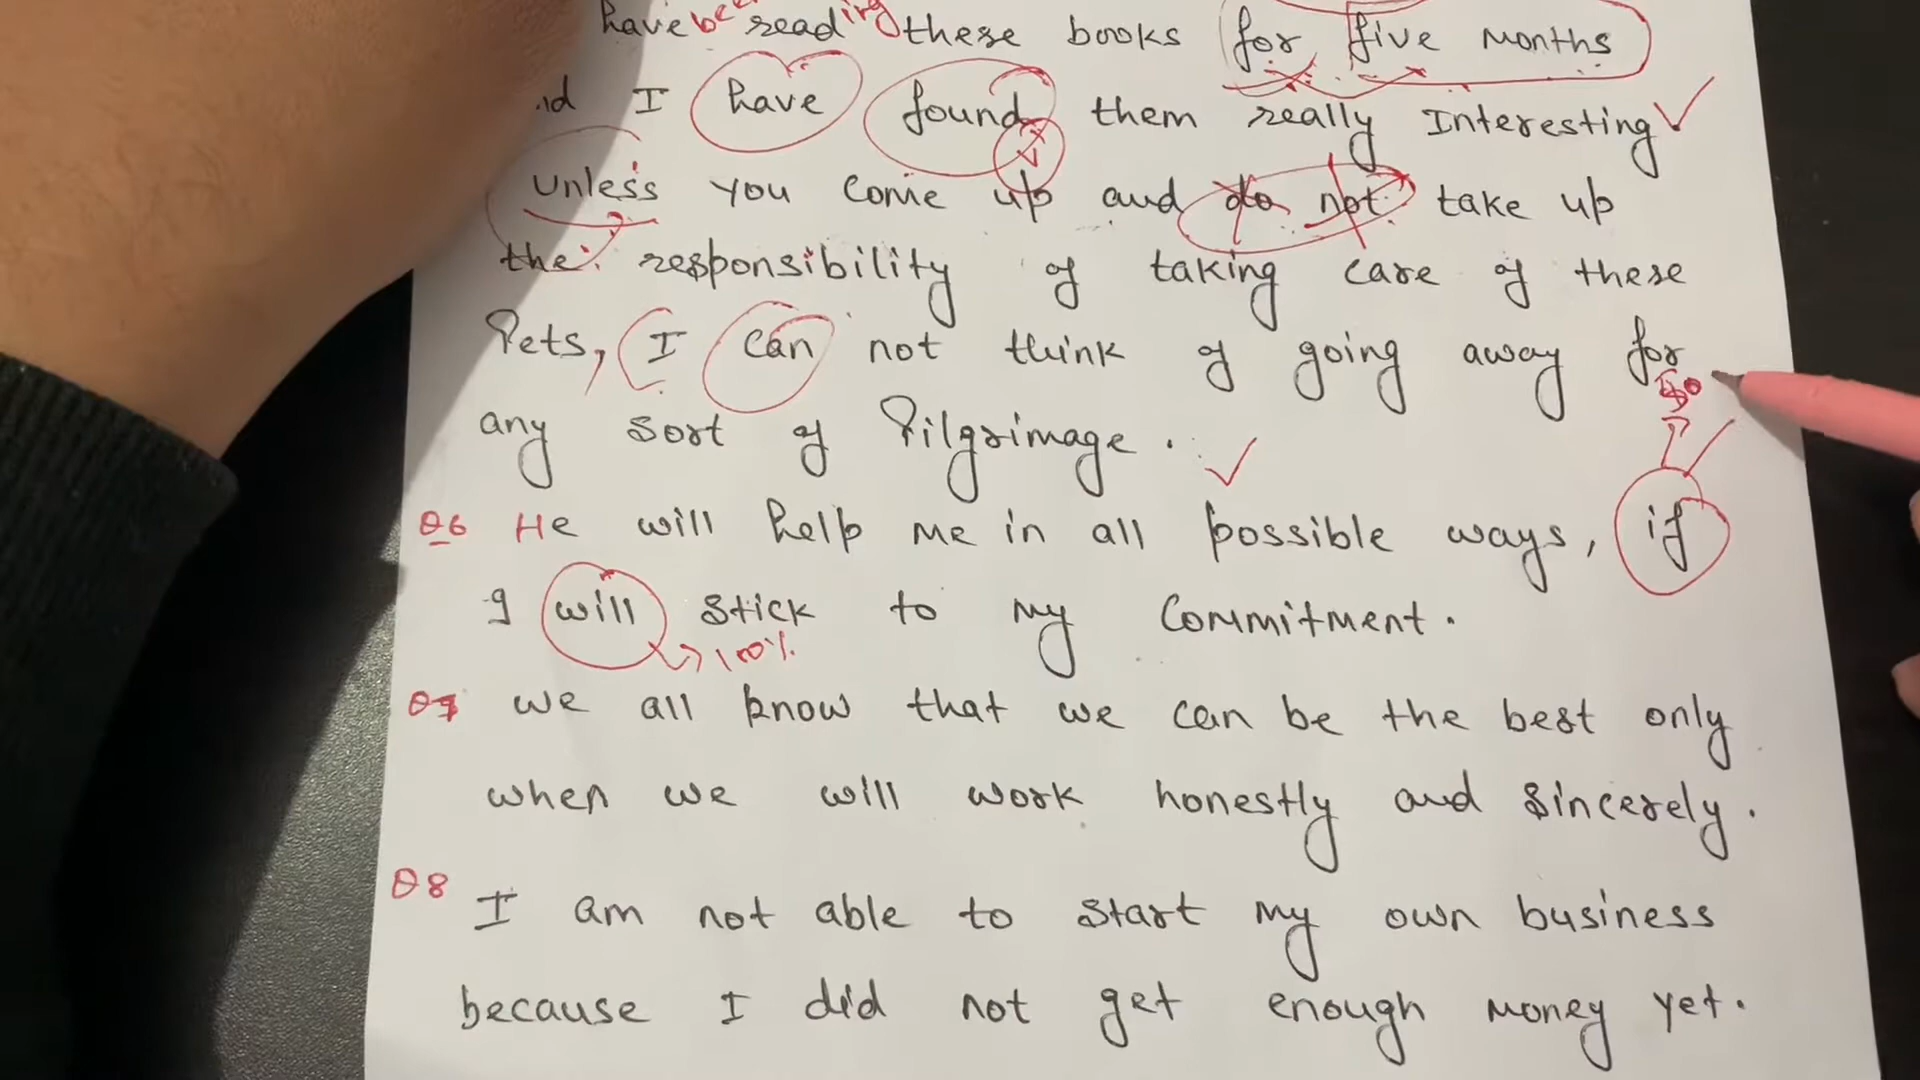 have been reading these books for five months
I have found them really Interesting
unless you come up and do not take up
the responsibility of taking care of these
Pets, I can not think of going away for
any sort of Pilgrimage.
Q6 He will help me in all possible ways, if
I will stick to my Commitment.
100%
Q7 we all know that we can be the best only
when we will work honestly and sincerely.
Q8 I am not able to start my own business
because I did not get enough money yet.